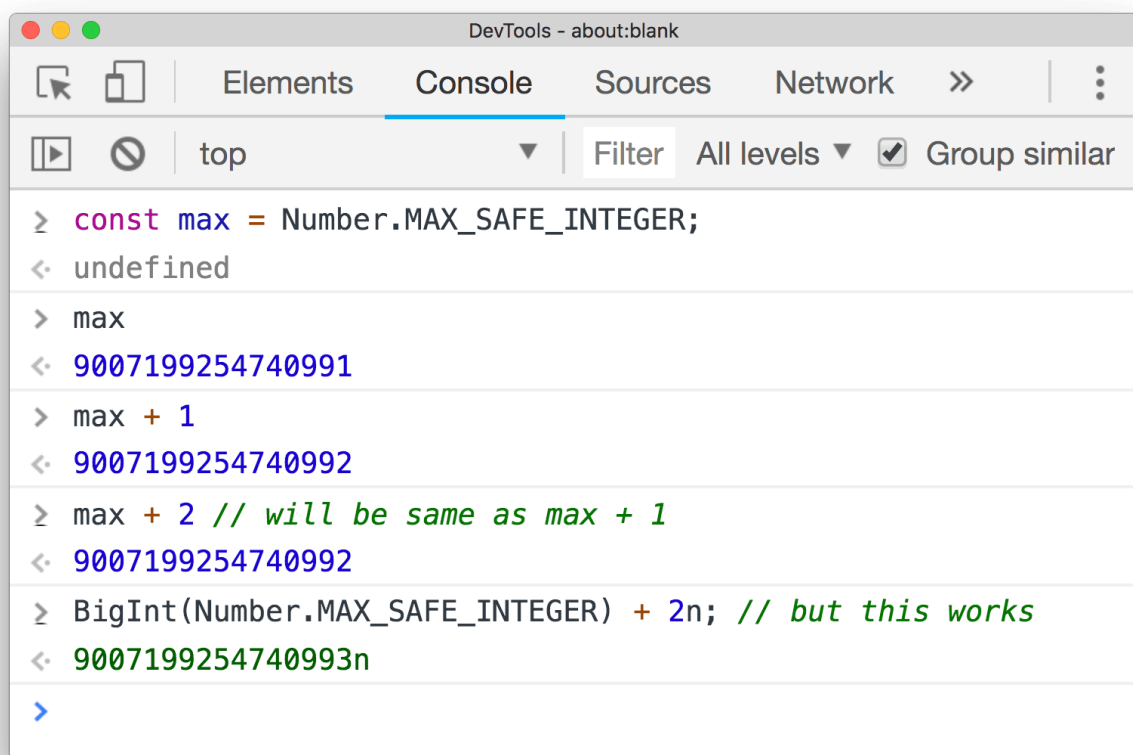 DevTools - about:blank
Elements Console Sources Network
top Filter All levels Group similar
const max = Number.MAX_SAFE_INTEGER;
undefined
max
9007199254740991
max + 1
9007199254740992
max + 2 // will be same as max + 1
9007199254740992
BigInt(Number.MAX_SAFE_INTEGER) + 2n; // but this works
9007199254740993n